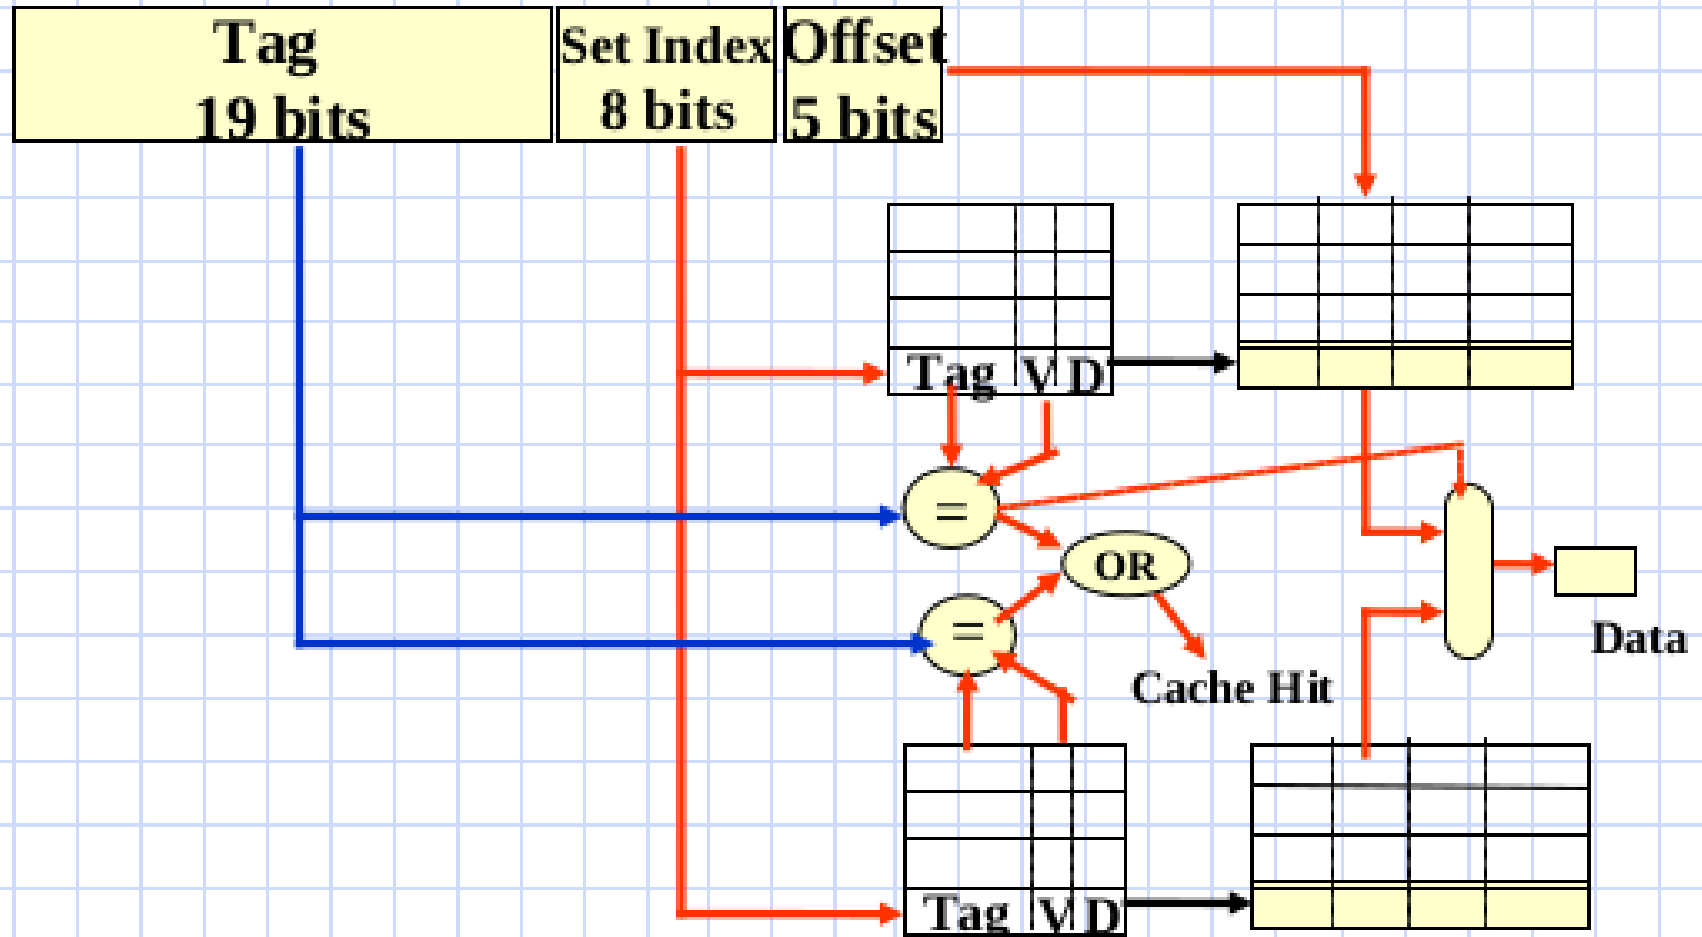 Tag
19 bits
Set Index
8 bits
Offset
5 bits
Tag V D
=
OR
=
Data
Cache Hit
Tag V D